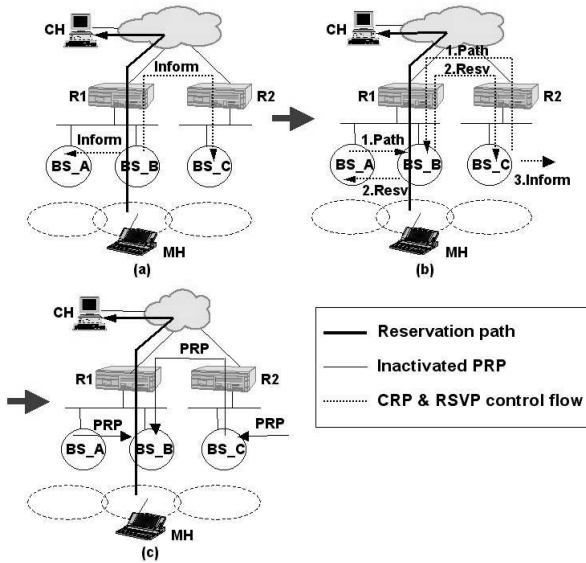 CH
Inform
R1
R2
Inform
BS_A
BS_B
BS_C
MH
(a)
CH
1.Path
2.Resv
R1
R2
1.Path
BS_A
BS_B
BS_C
2.Resv
3.Inform
MH
(b)
CH
PRP
R1
R2
PRP
PRP
BS_A
BS_B
BS_C
MH
(c)
Reservation path
Inactivated PRP
CRP & RSVP control flow